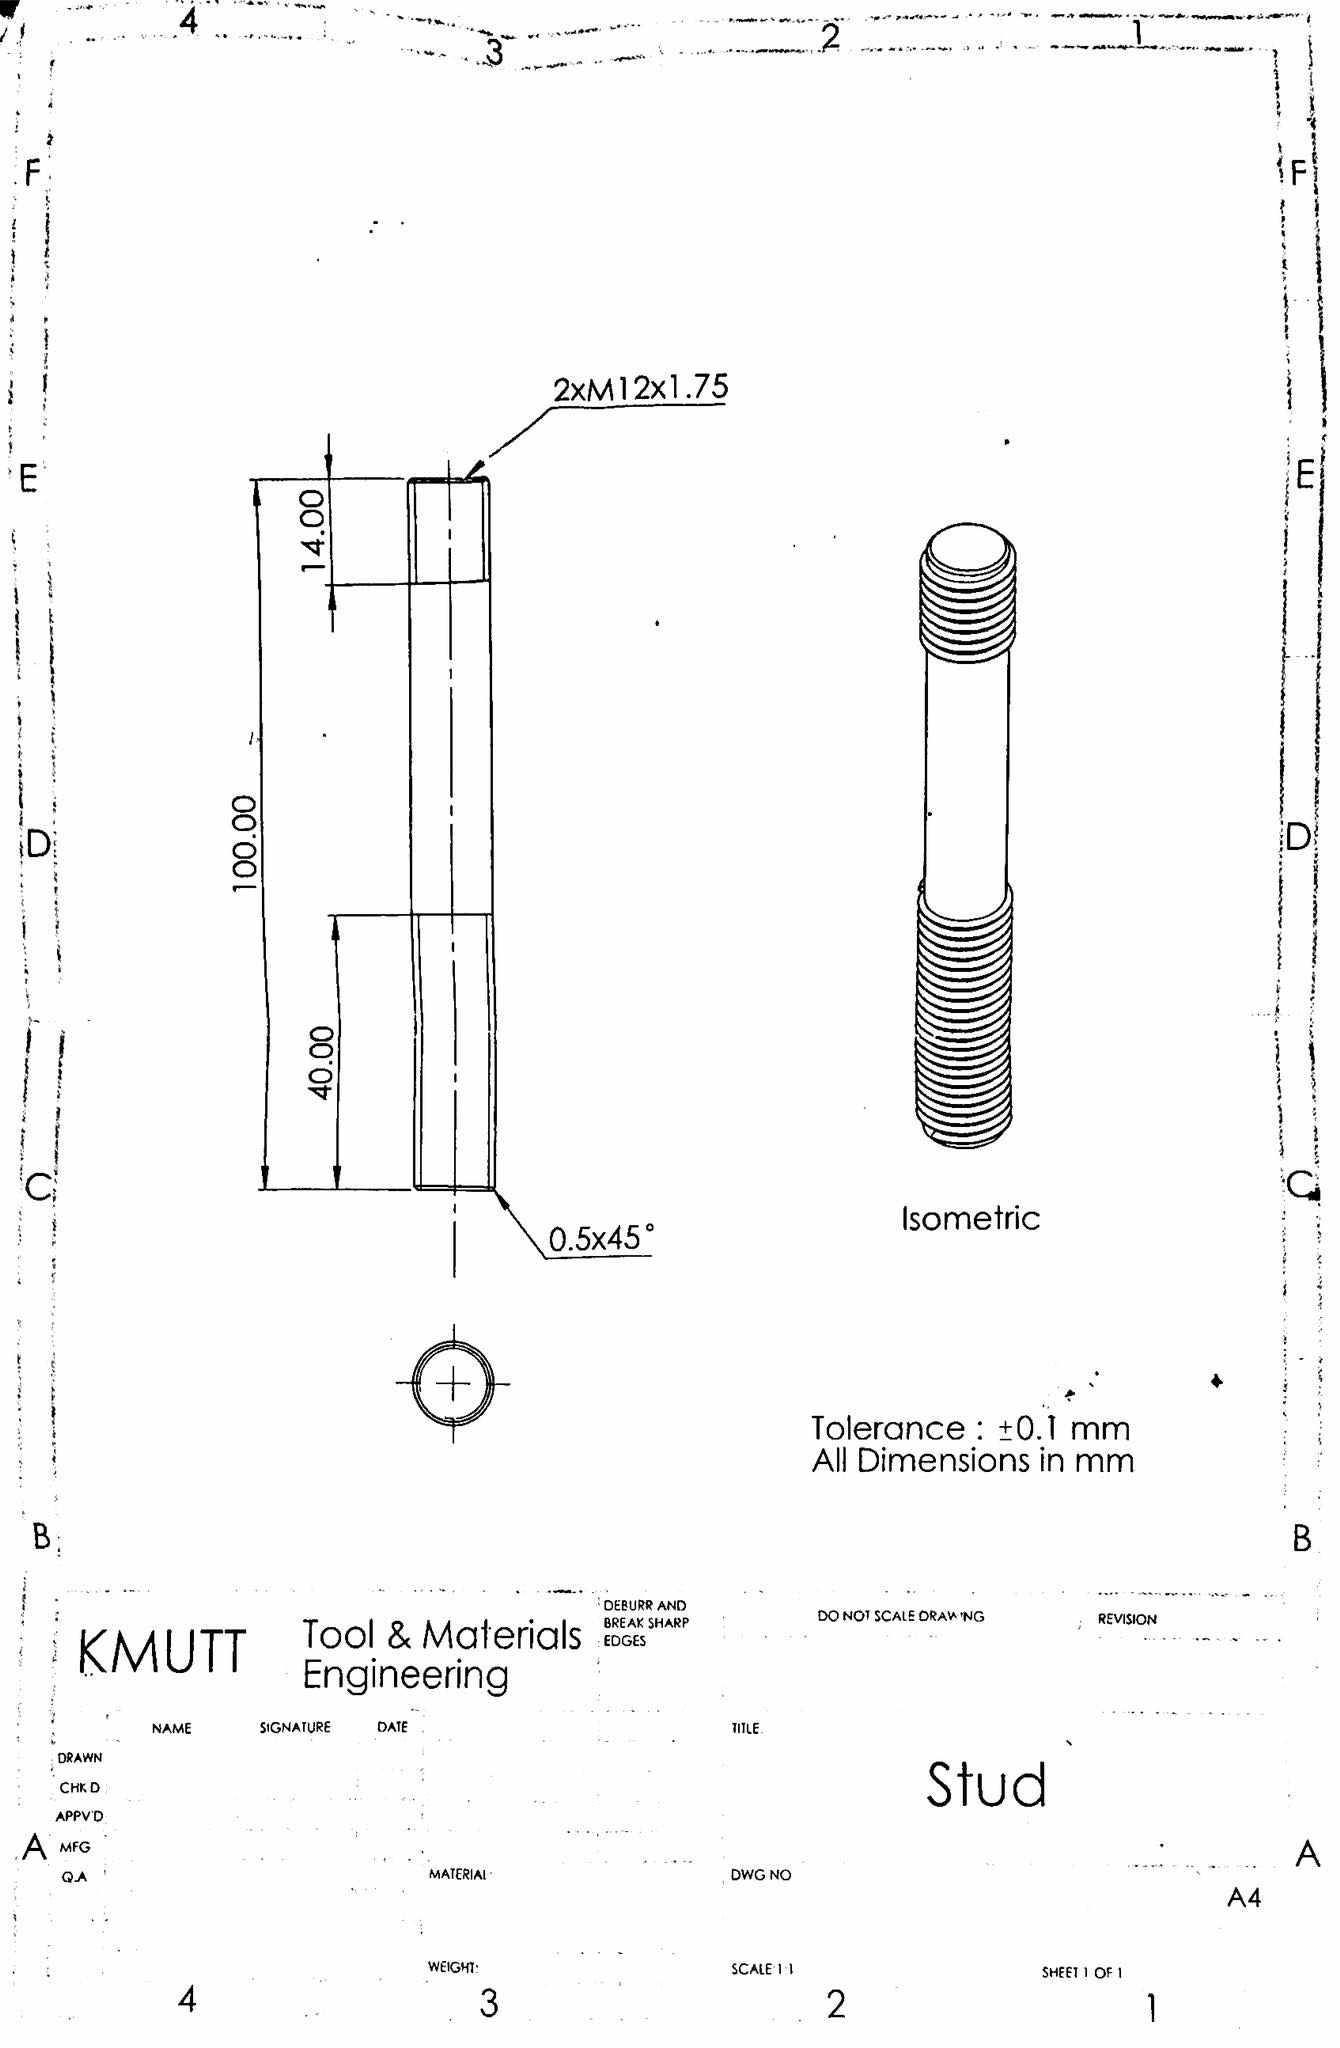 4
3
2
1
F
F
2xM12x1.75
E
E
14.00
100.00
D
D
40.00
C
C
Isometric
0.5x45°
Tolerance : ±0.1 mm
All Dimensions in mm
B
B
KMUTT
Tool & Materials
Engineering
DEBURR AND
BREAK SHARP
EDGES
DO NOT SCALE DRAWING
REVISION
NAME
SIGNATURE
DATE
TITLE:
DRAWN
CHK'D
APPV'D
MFG
Q.A
Stud
A
A
MATERIAL:
DWG NO
A4
WEIGHT:
SCALE 1:1
SHEET 1 OF 1
4
3
2
1